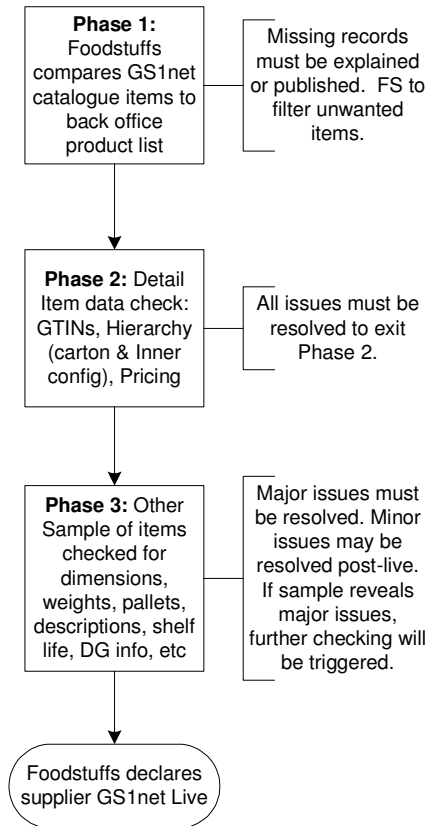 Phase 1:
Foodstuffs
compares GS1net
catalogue items to
back office
product list
Missing records
must be explained
or published.  FS to
filter unwanted
items.
Phase 2: Detail
Item data check:
GTINs, Hierarchy
(carton & Inner
config), Pricing
All issues must be
resolved to exit
Phase 2.
Phase 3: Other
Sample of items
checked for
dimensions,
weights, pallets,
descriptions, shelf
life, DG info, etc
Major issues must
be resolved. Minor
issues may be
resolved post-live.
If sample reveals
major issues,
further checking will
be triggered.
Foodstuffs declares
supplier GS1net Live